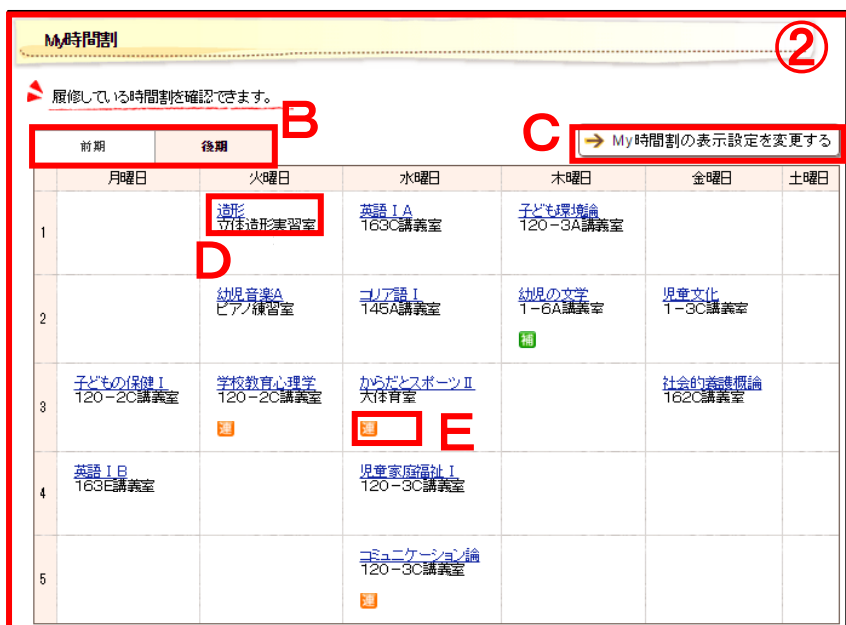 My時間割
②
履修している時間割を確認できます。
B
C
前期 後期
My時間割の表示設定を変更する
月曜日 火曜日 水曜日 木曜日 金曜日 土曜日
1
造形
立体造形実習室
英語ⅠA
163C講義室
子ども環境論
120-3A講義室
D
2
幼児音楽A
ピアノ練習室
コリア語Ⅰ
145A講義室
幼児の文学
1-6A講義室
補
児童文化
1-3C講義室
3
子どもの保健Ⅰ
120-2C講義室
学校教育心理学
120-2C講義室
連
からだとスポーツⅡ
大体育室
連
E
社会的養護概論
162C講義室
4
英語ⅠB
163E講義室
児童家庭福祉Ⅰ
120-3C講義室
5
コミュニケーション論
120-3C講義室
連